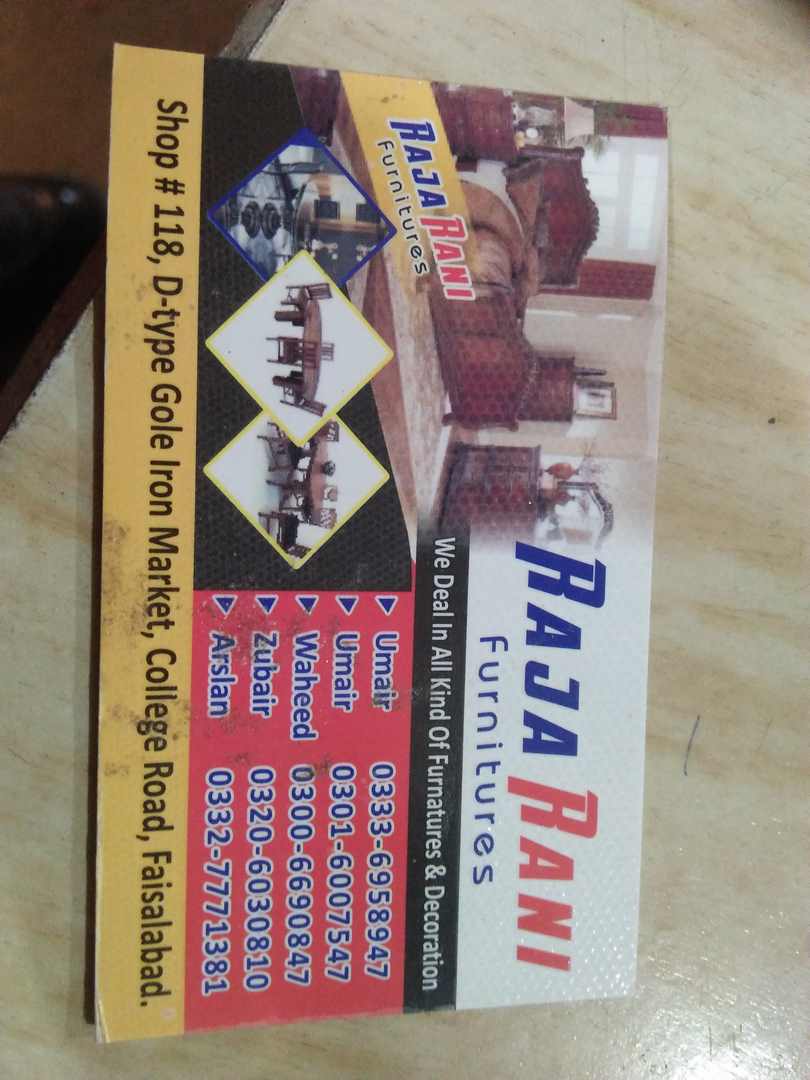 RAJA RANI
Furnitures
RAJA RANI
Furnitures
We Deal In All Kind Of Furnatures & Decoration
Umair 0333-6958947
Umair 0301-6007547
Waheed 0300-6690847
Zubair 0320-6030810
Arslan 0332-7771381
Shop # 118, D-type Gole Iron Market, College Road, Faisalabad.